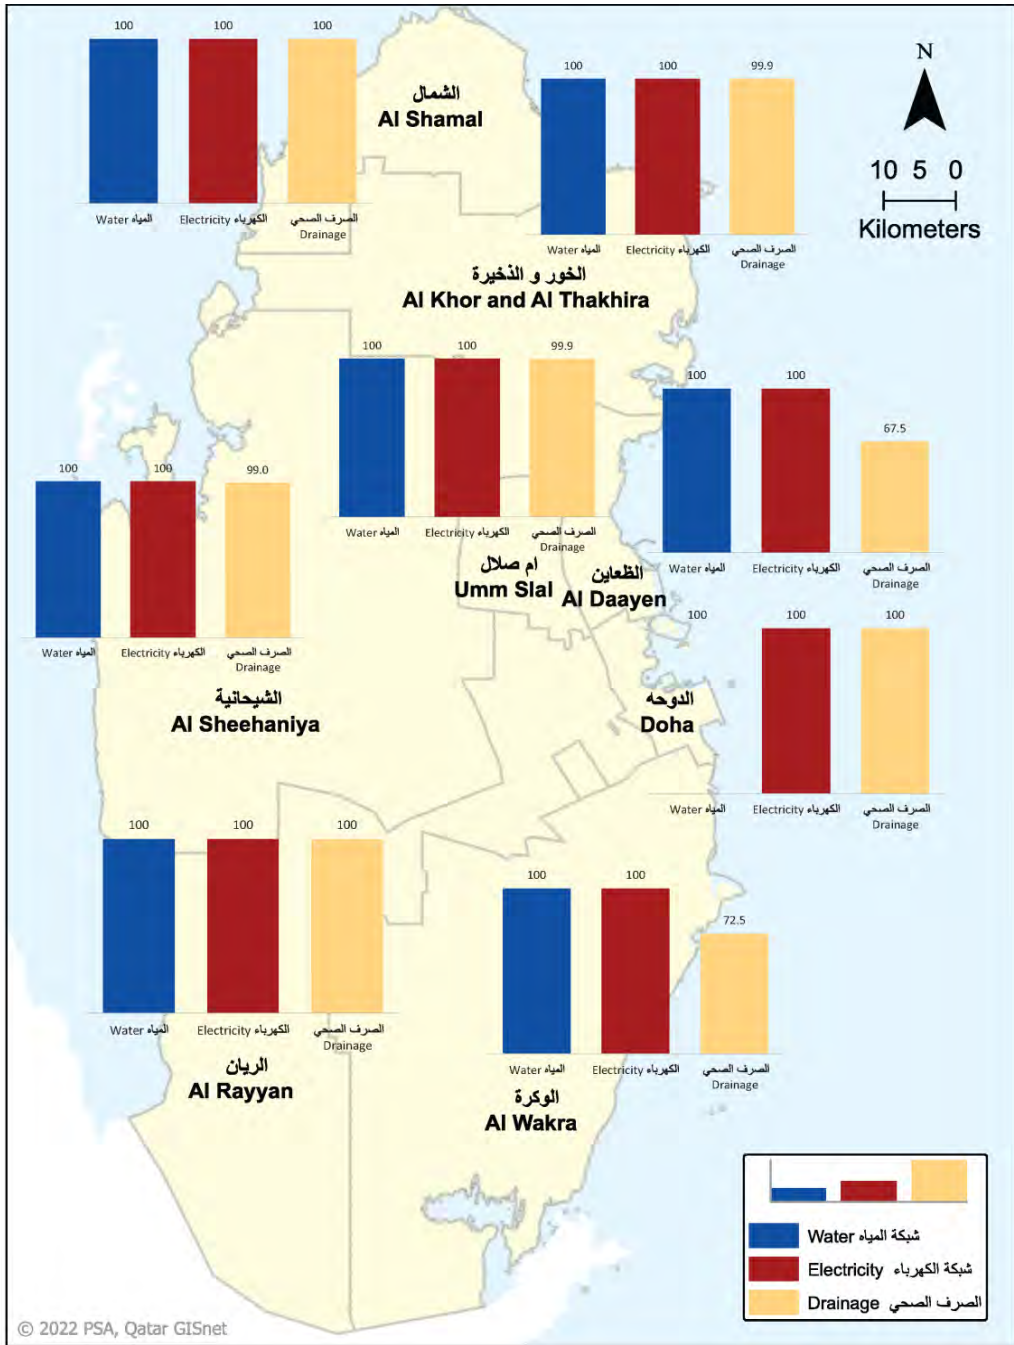 100 100 100
Water المياه Electricity الكهرباء الصرف الصحي
Drainage
الشمال
Al Shamal
100 100 99.9
Water المياه Electricity الكهرباء الصرف الصحي
Drainage
N
10 5 0
Kilometers
الخور و الذخيرة
Al Khor and Al Thakhira
100 100 99.9
Water المياه Electricity الكهرباء الصرف الصحي
Drainage
ام صلال
Umm Slal
100 100 67.5
Water المياه Electricity الكهرباء الصرف الصحي
Drainage
الظعاين
Al Daayen
100 100 99.0
Water المياه Electricity الكهرباء الصرف الصحي
Drainage
الشيحانية
Al Sheehaniya
100 100 100
Water المياه Electricity الكهرباء الصرف الصحي
Drainage
الدوحه
Doha
100 100 100
Water المياه Electricity الكهرباء الصرف الصحي
Drainage
الريان
Al Rayyan
100 100 72.5
Water المياه Electricity الكهرباء الصرف الصحي
Drainage
الوكرة
Al Wakra
Water شبكة المياه
Electricity شبكة الكهرباء
Drainage الصرف الصحي
© 2022 PSA, Qatar GISnet